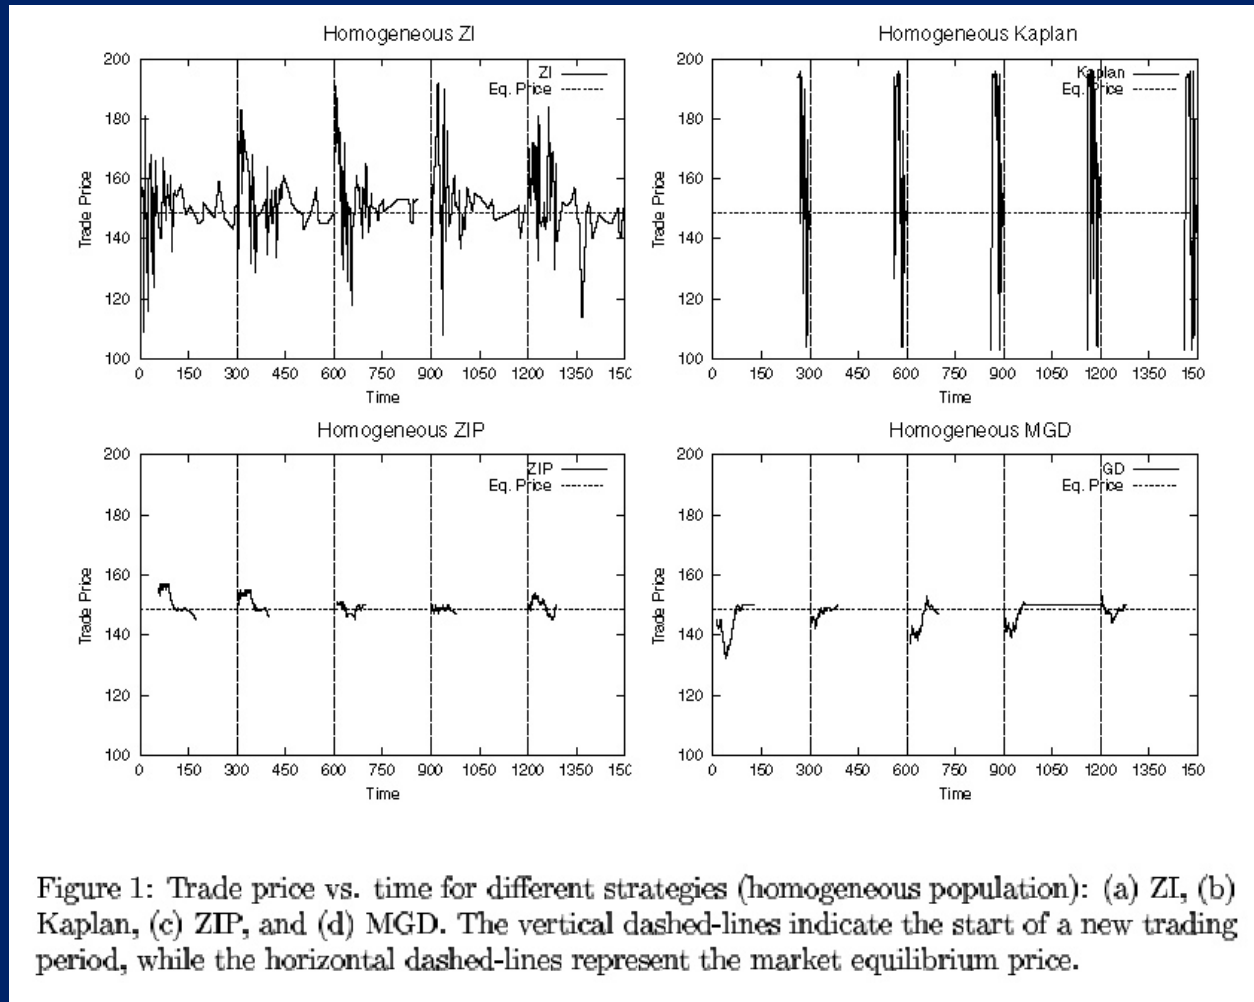 Homogeneous ZI
200
180
160
140
120
100
Trade Price
ZI
Eq. Price
0 150 300 450 600 750 900 1050 1200 1350 150
Time
Homogeneous Kaplan
200
180
160
140
120
100
Trade Price
Kaplan
Eq. Price
0 150 300 450 600 750 900 1050 1200 1350 150
Time
Homogeneous ZIP
200
180
160
140
120
100
Trade Price
ZIP
Eq. Price
0 150 300 450 600 750 900 1050 1200 1350 150
Time
Homogeneous MGD
200
180
160
140
120
100
Trade Price
GD
Eq. Price
0 150 300 450 600 750 900 1050 1200 1350 150
Time
Figure 1: Trade price vs. time for different strategies (homogeneous population): (a) ZI, (b)
Kaplan, (c) ZIP, and (d) MGD. The vertical dashed-lines indicate the start of a new trading
period, while the horizontal dashed-lines represent the market equilibrium price.